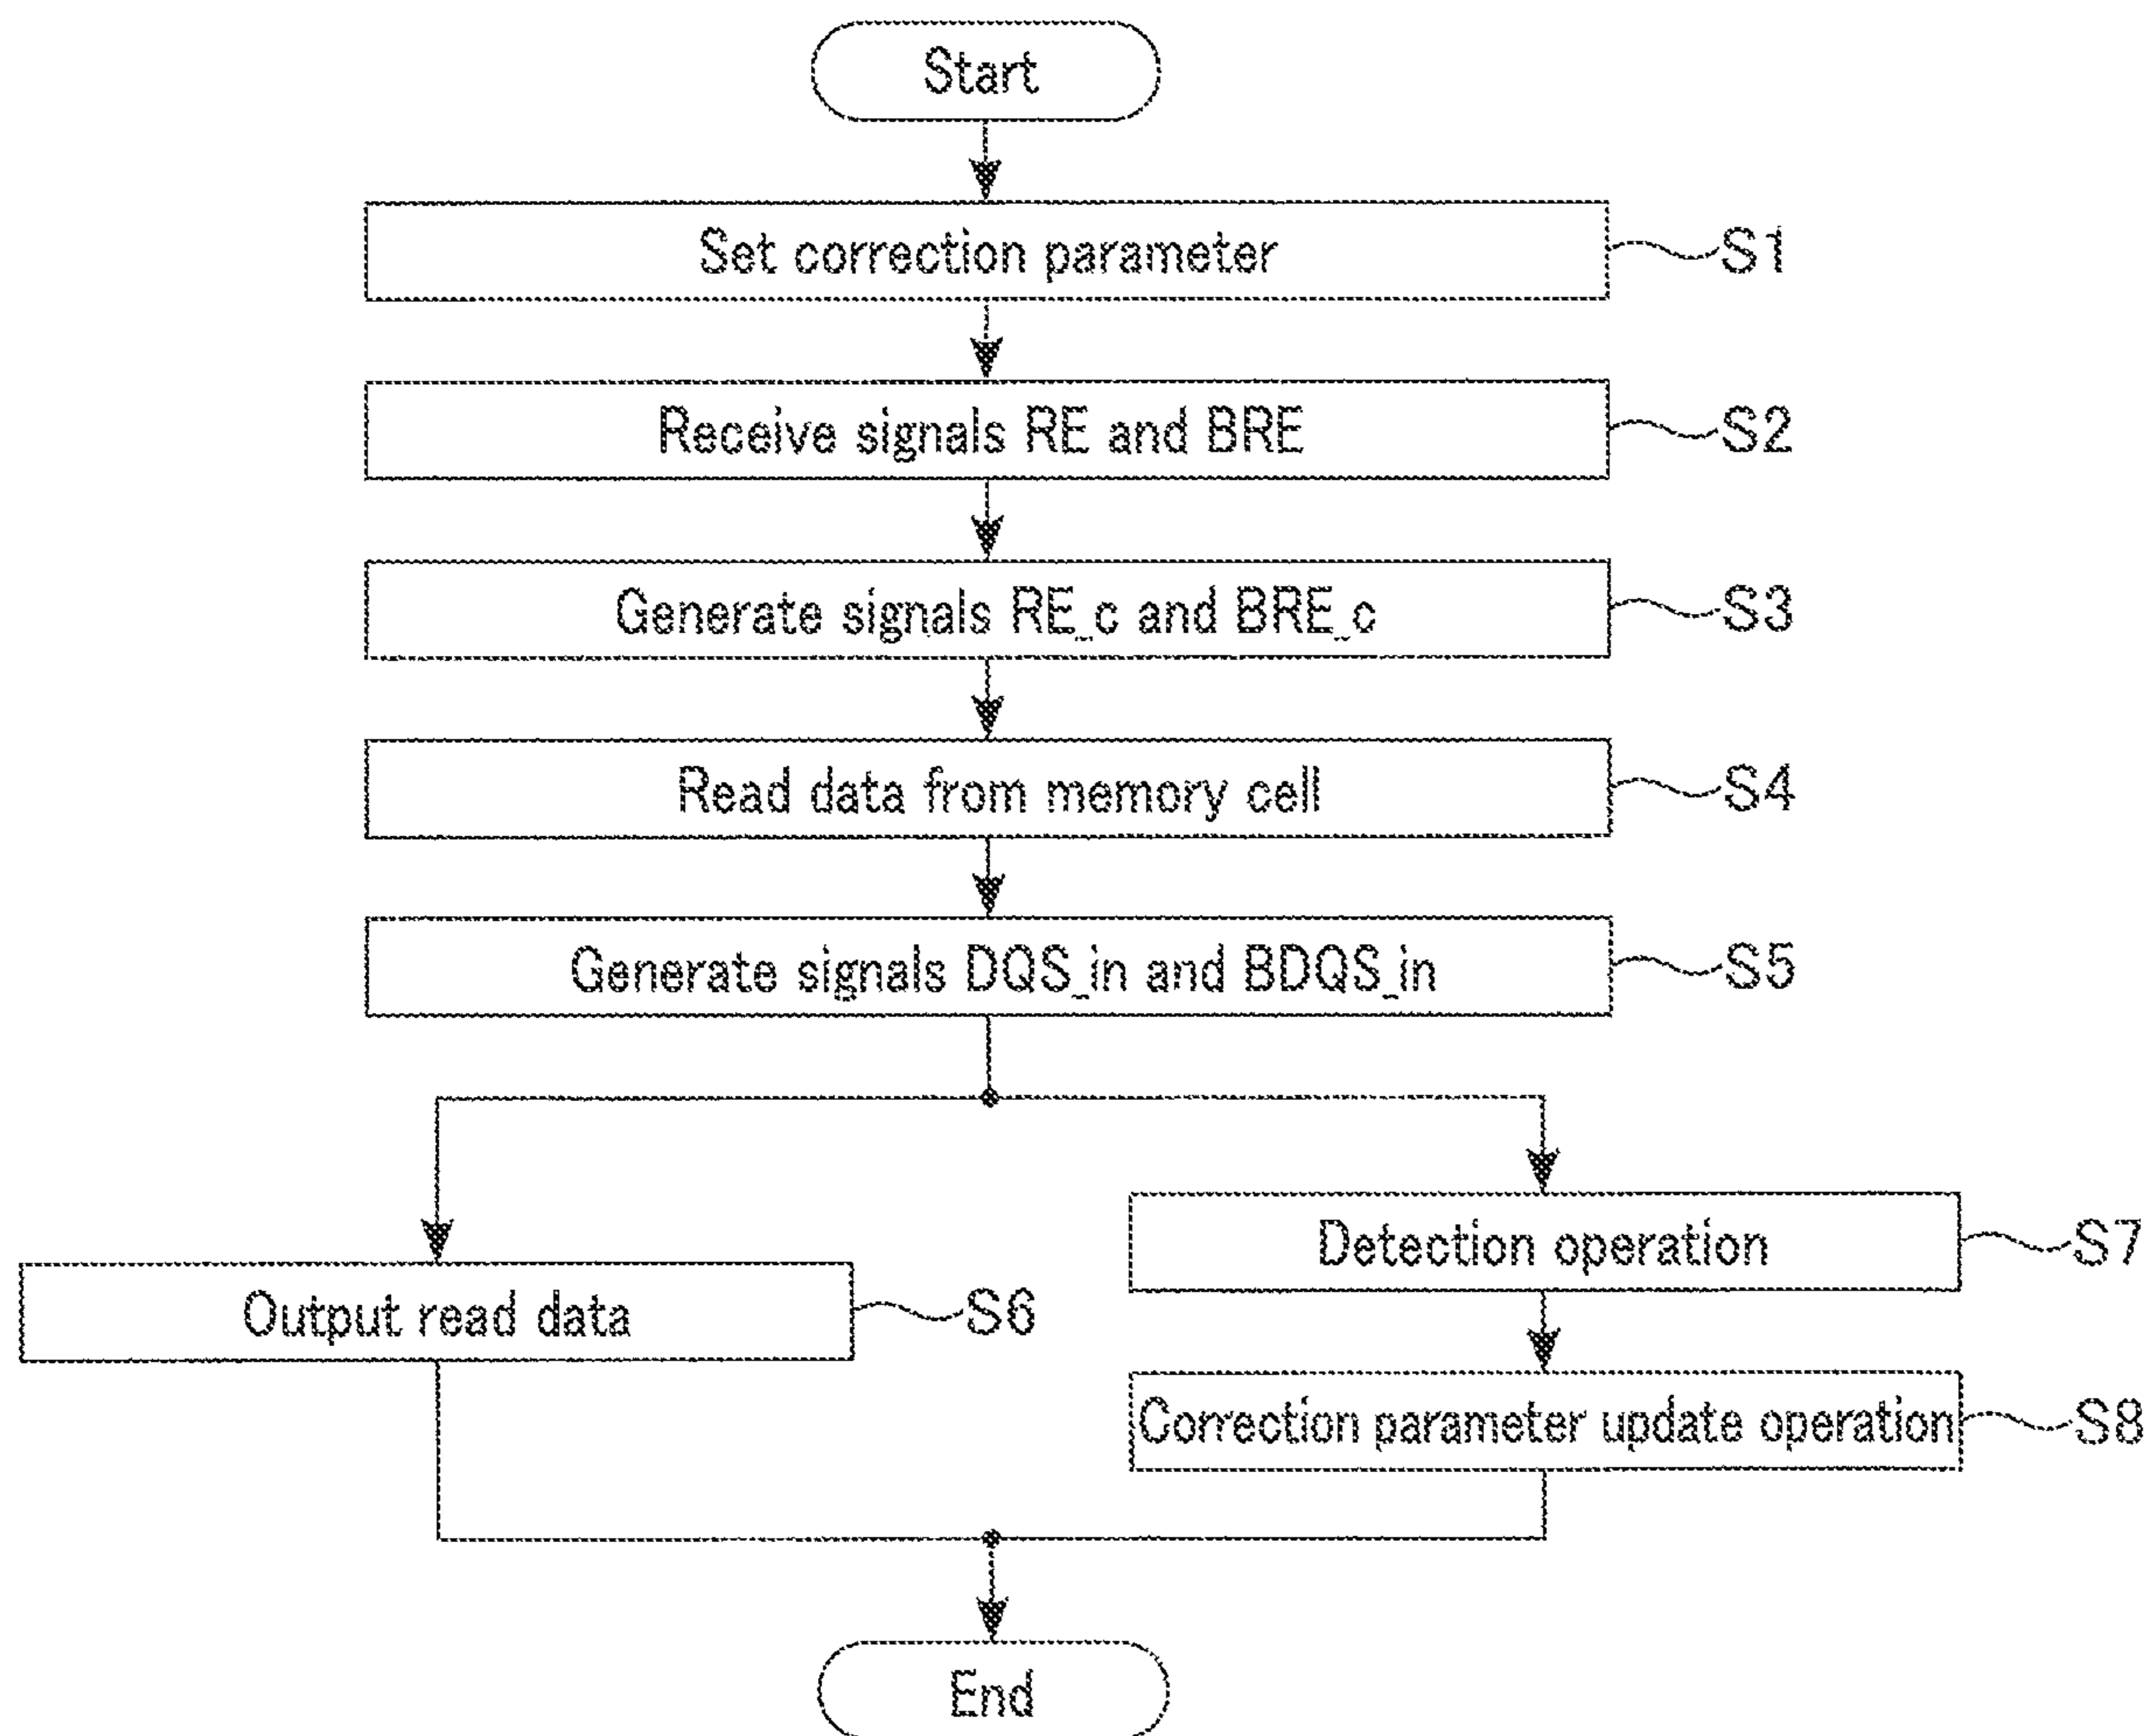 Start
Set correction parameter
S1
Receive signals RE and BRE
S2
Generate signals RE_c and BRE_c
S3
Read data from memory cell
S4
Generate signals DQS_in and BDQS_in
S5
Detection operation
S7
Output read data
S6
Correction parameter update operation
S8
End